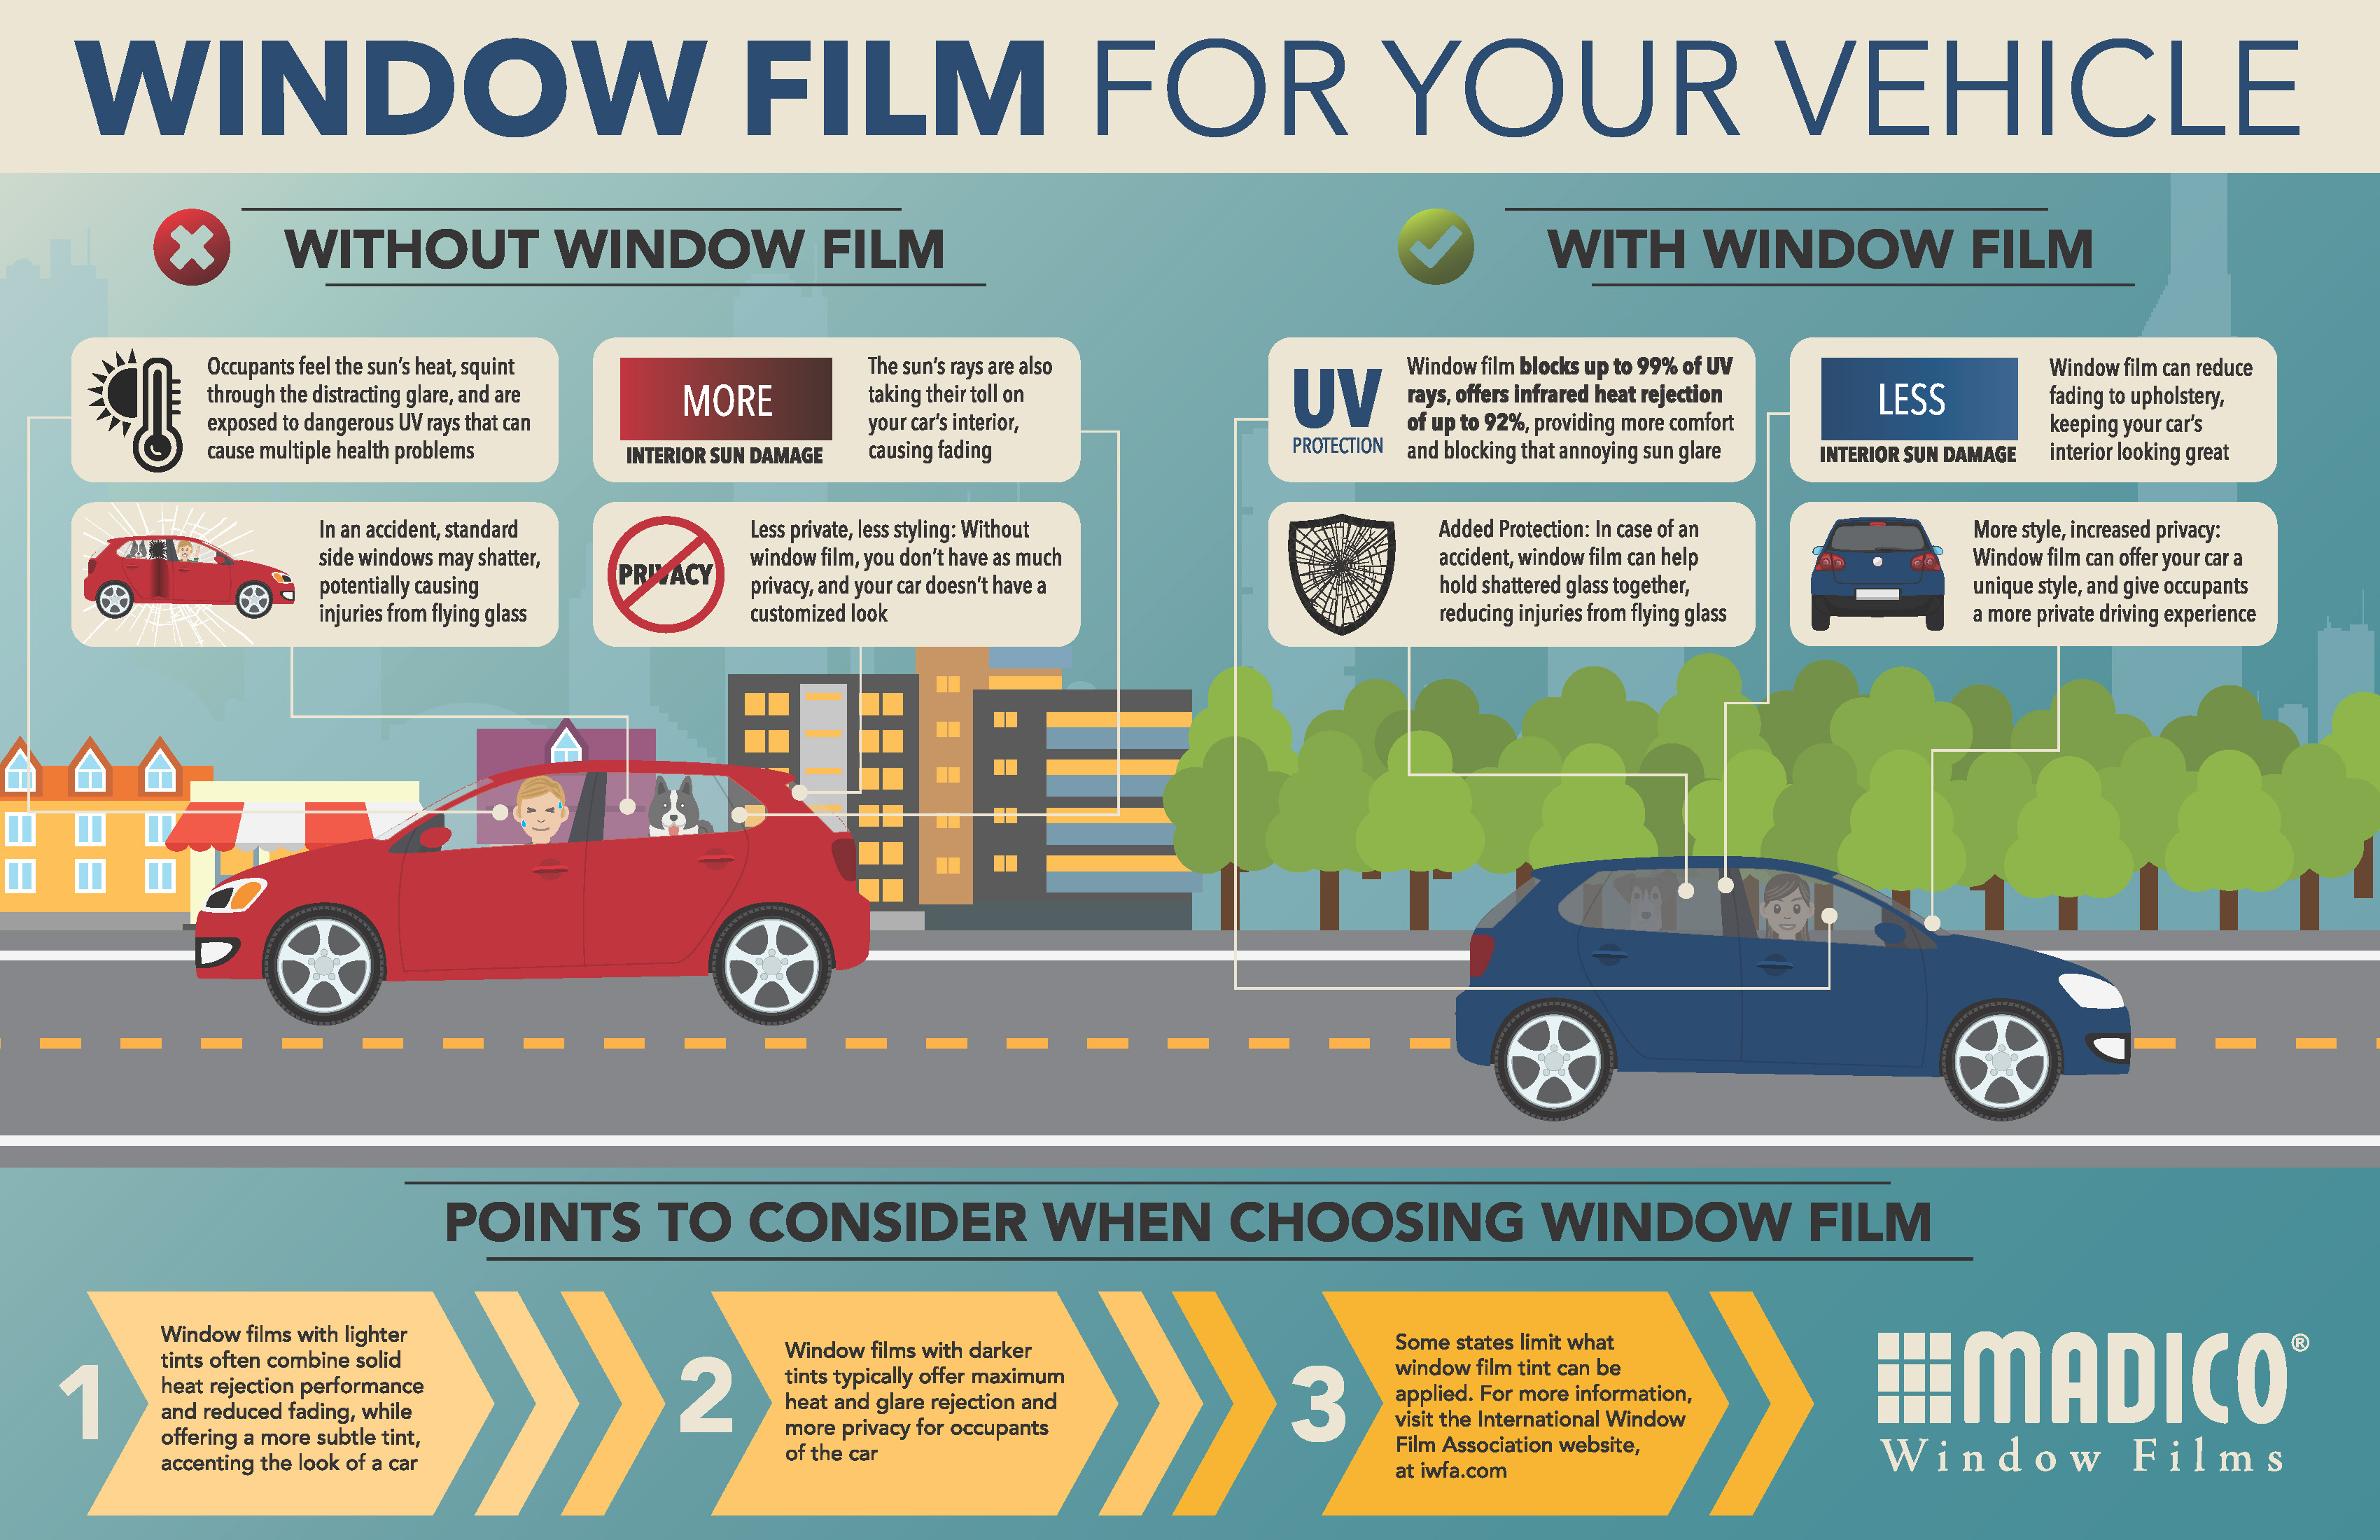 WINDOW FILM FOR YOUR VEHICLE
WITHOUT WINDOW FILM
Occupants feel the sun's heat, squint
through the distracting glare, and are
exposed to dangerous UV rays that can
cause multiple health problems
MORE
INTERIOR SUN DAMAGE
The sun's rays are also
taking their toll on
your car's interior,
causing fading
In an accident, standard
side windows may shatter,
potentially causing
injuries from flying glass
PRIVACY
Less private, less styling: Without
window film, you don't have as much
privacy, and your car doesn't have a
customized look
WITH WINDOW FILM
UV
PROTECTION
Window film blocks up to 99% of UV
rays, offers infrared heat rejection
of up to 92%, providing more comfort
and blocking that annoying sun glare
LESS
INTERIOR SUN DAMAGE
Window film can reduce
fading to upholstery,
keeping your car's
interior looking great
Added Protection: In case of an
accident, window film can help
hold shattered glass together,
reducing injuries from flying glass
More style, increased privacy:
Window film can offer your car a
unique style, and give occupants
a more private driving experience
POINTS TO CONSIDER WHEN CHOOSING WINDOW FILM
1
Window films with lighter
tints often combine solid
heat rejection performance
and reduced fading, while
offering a more subtle tint,
accenting the look of a car
2
Window films with darker
tints typically offer maximum
heat and glare rejection and
more privacy for occupants
of the car
3
Some states limit what
window film tint can be
applied. For more information,
visit the International Window
Film Association website,
at iwfa.com
MADICO®
Window Films